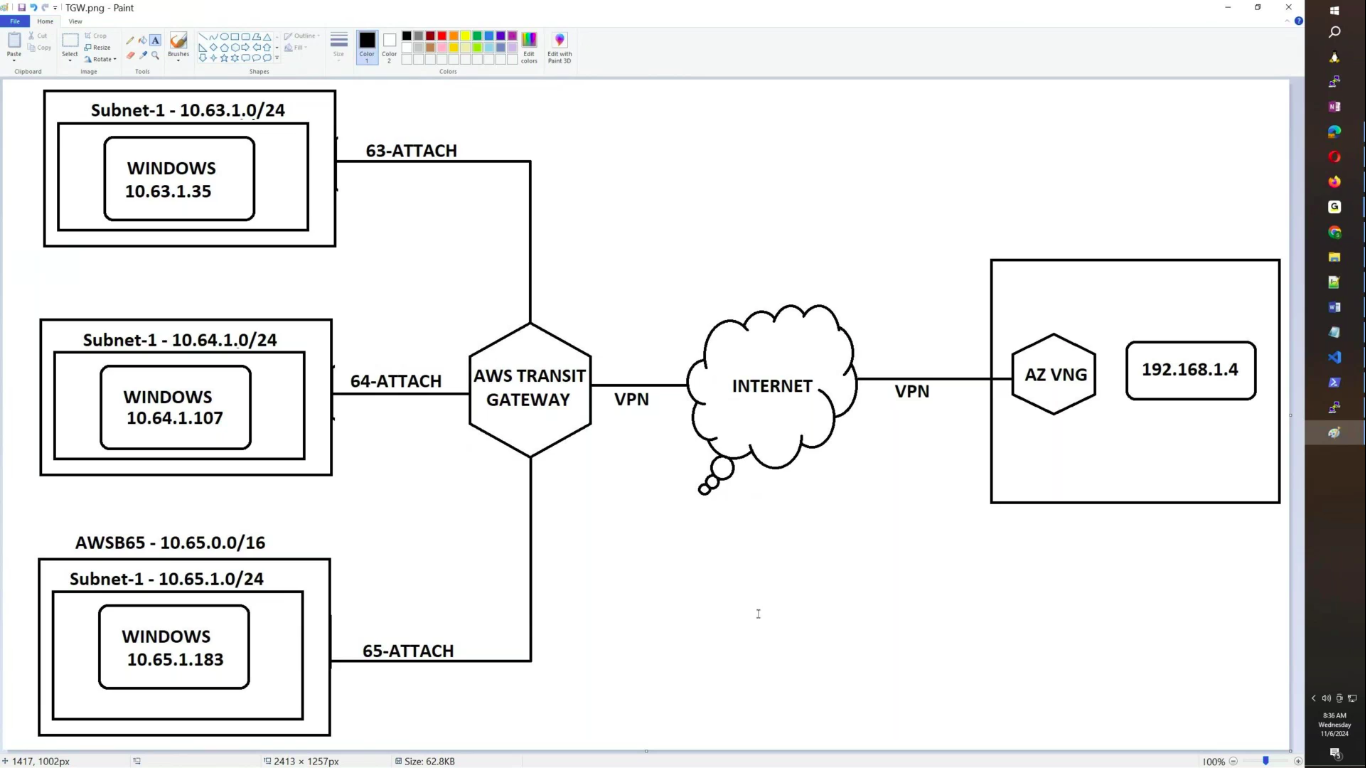 TGW.png - Paint
File
Home
View
Paste
Cut
Copy
Clipboard
Select
Crop
Resize
Rotate
Image
Tools
Brushes
Shapes
Outline
Fill
Size
Color
1
Color
2
Edit
colors
Edit with
Paint 3D
Colors
Subnet-1 - 10.63.1.0/24
WINDOWS
10.63.1.35
63-ATTACH
Subnet-1 - 10.64.1.0/24
WINDOWS
10.64.1.107
64-ATTACH
AWS TRANSIT
GATEWAY
VPN
INTERNET
VPN
AZ VNG
192.168.1.4
AWSB65 - 10.65.0.0/16
Subnet-1 - 10.65.1.0/24
WINDOWS
10.65.1.183
65-ATTACH
1417, 1002px
2413 × 1257px
Size: 62.8KB
100%
8:36 AM
Wednesday
11/6/2024